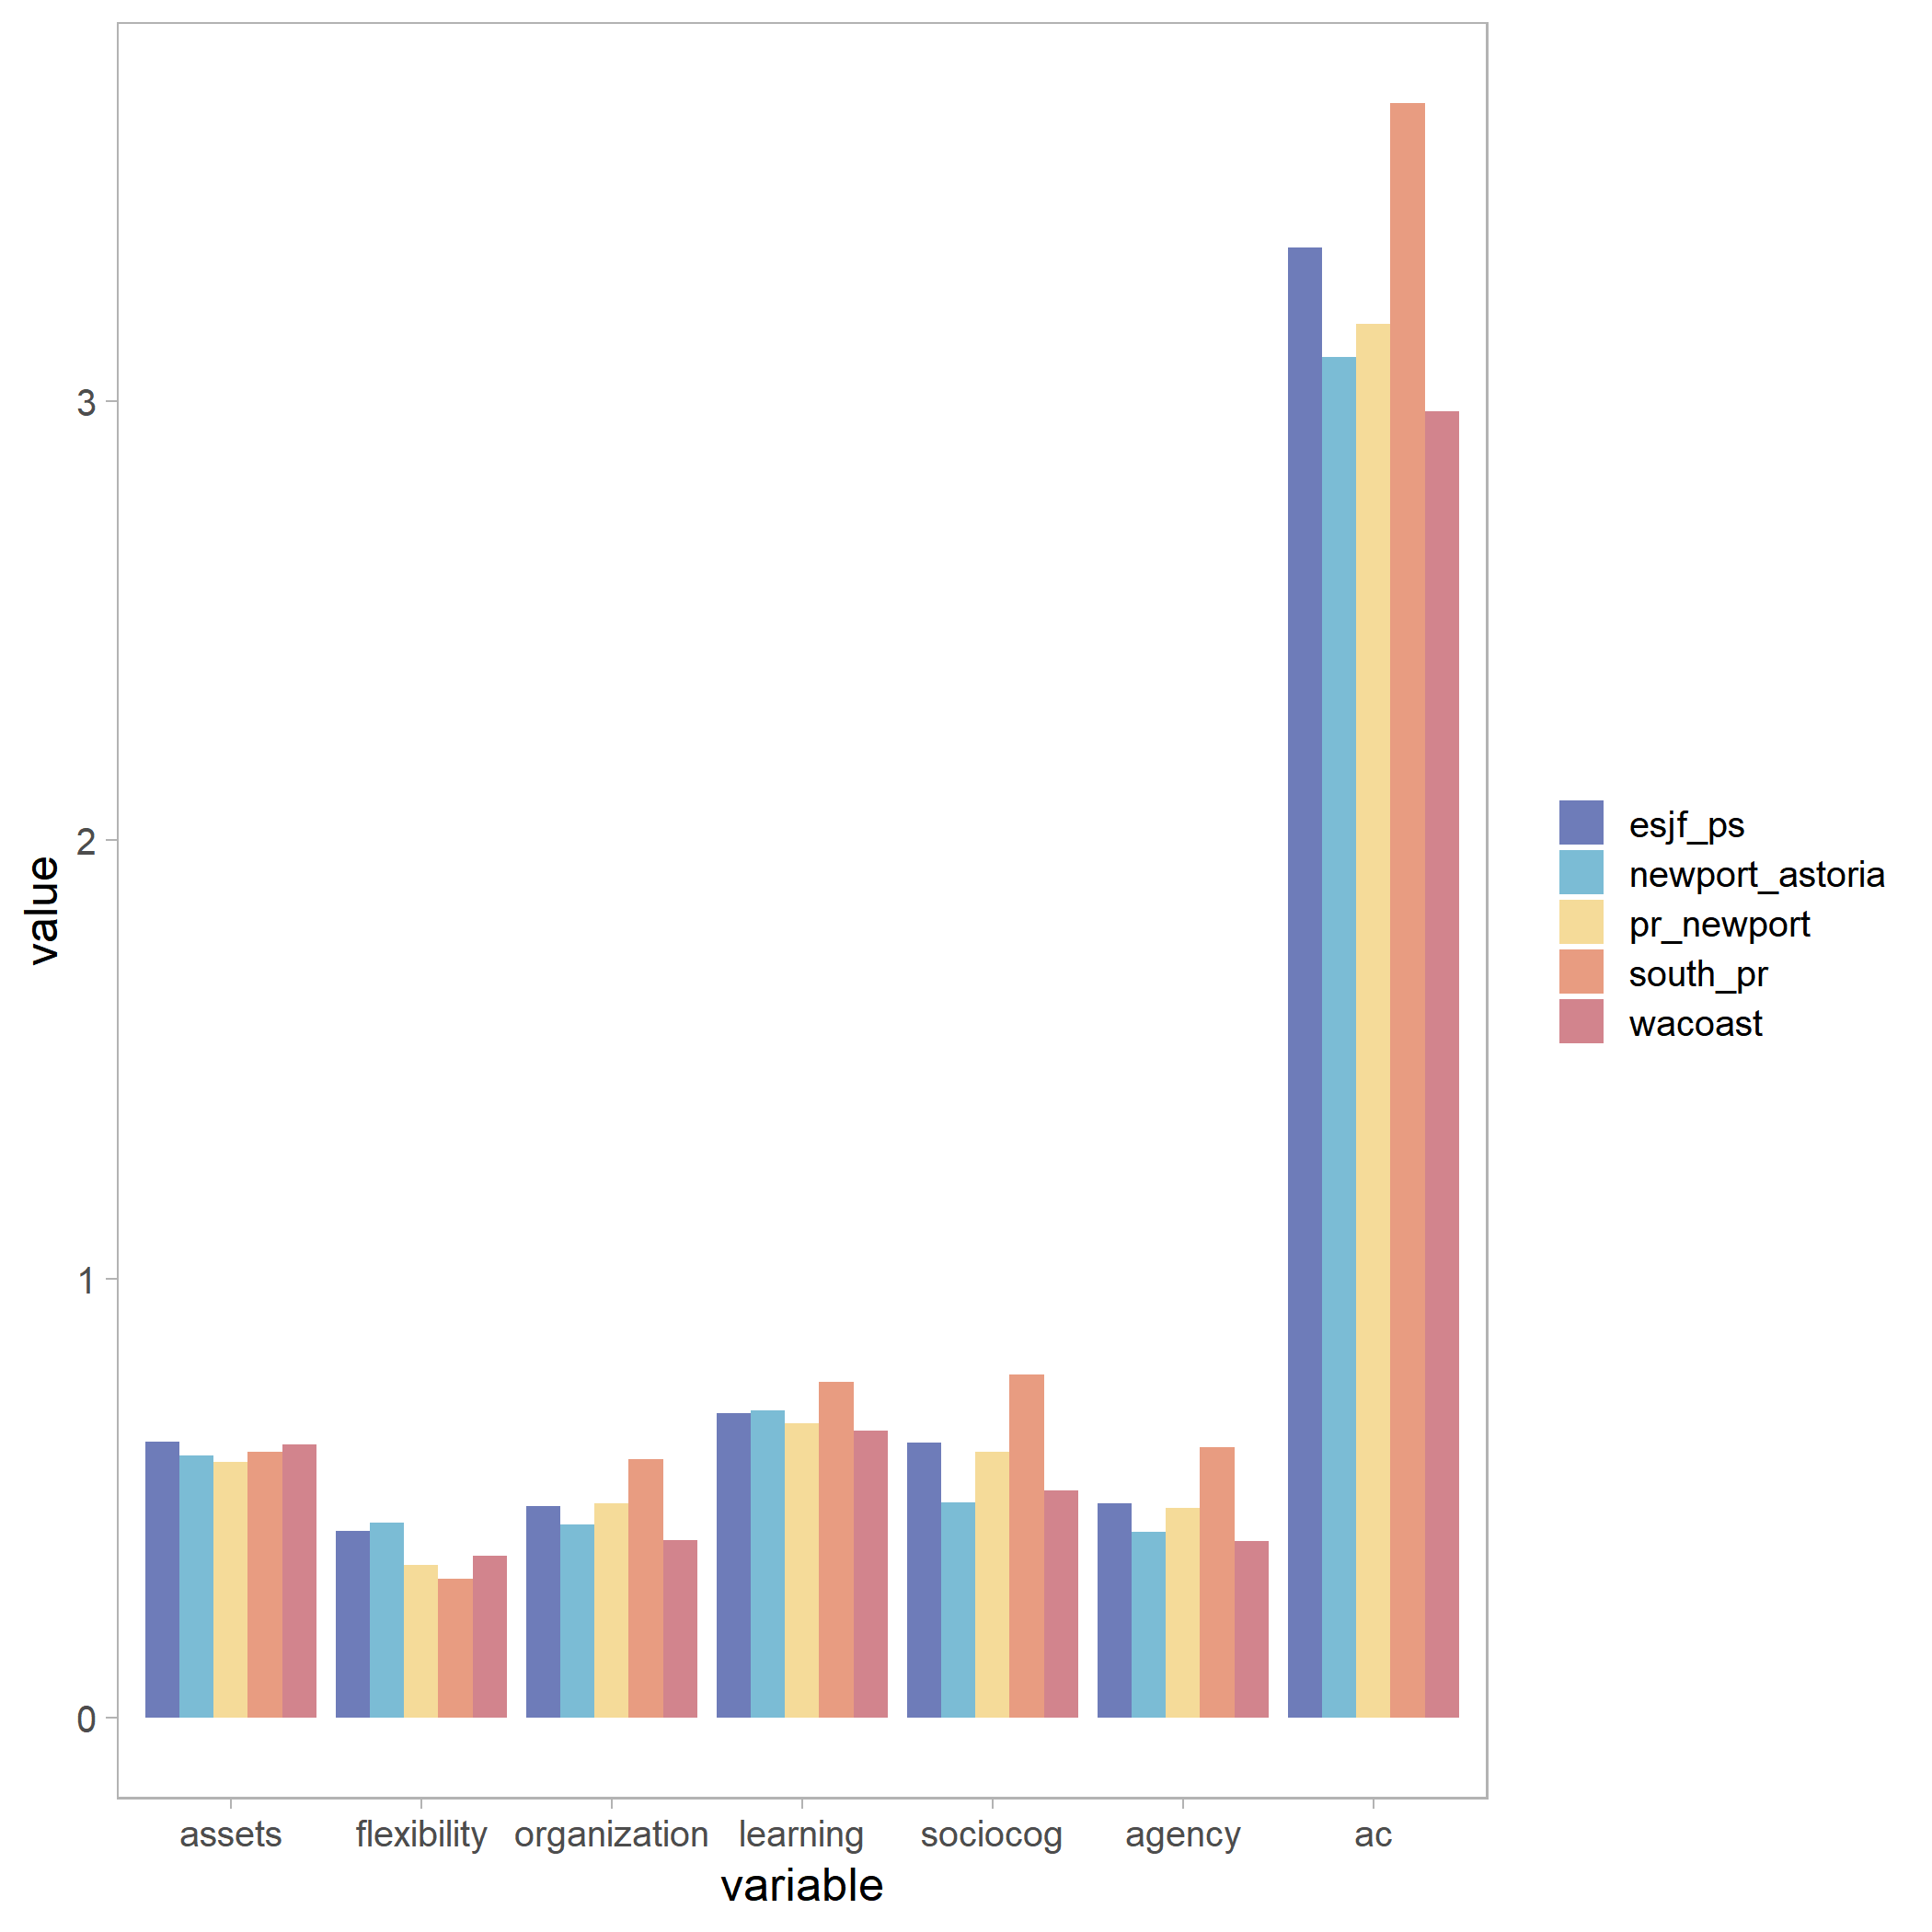 value
3
2
1
0
assets flexibility organization learning sociocog agency ac
variable
esjf_ps
newport_astoria
pr_newport
south_pr
wacoast